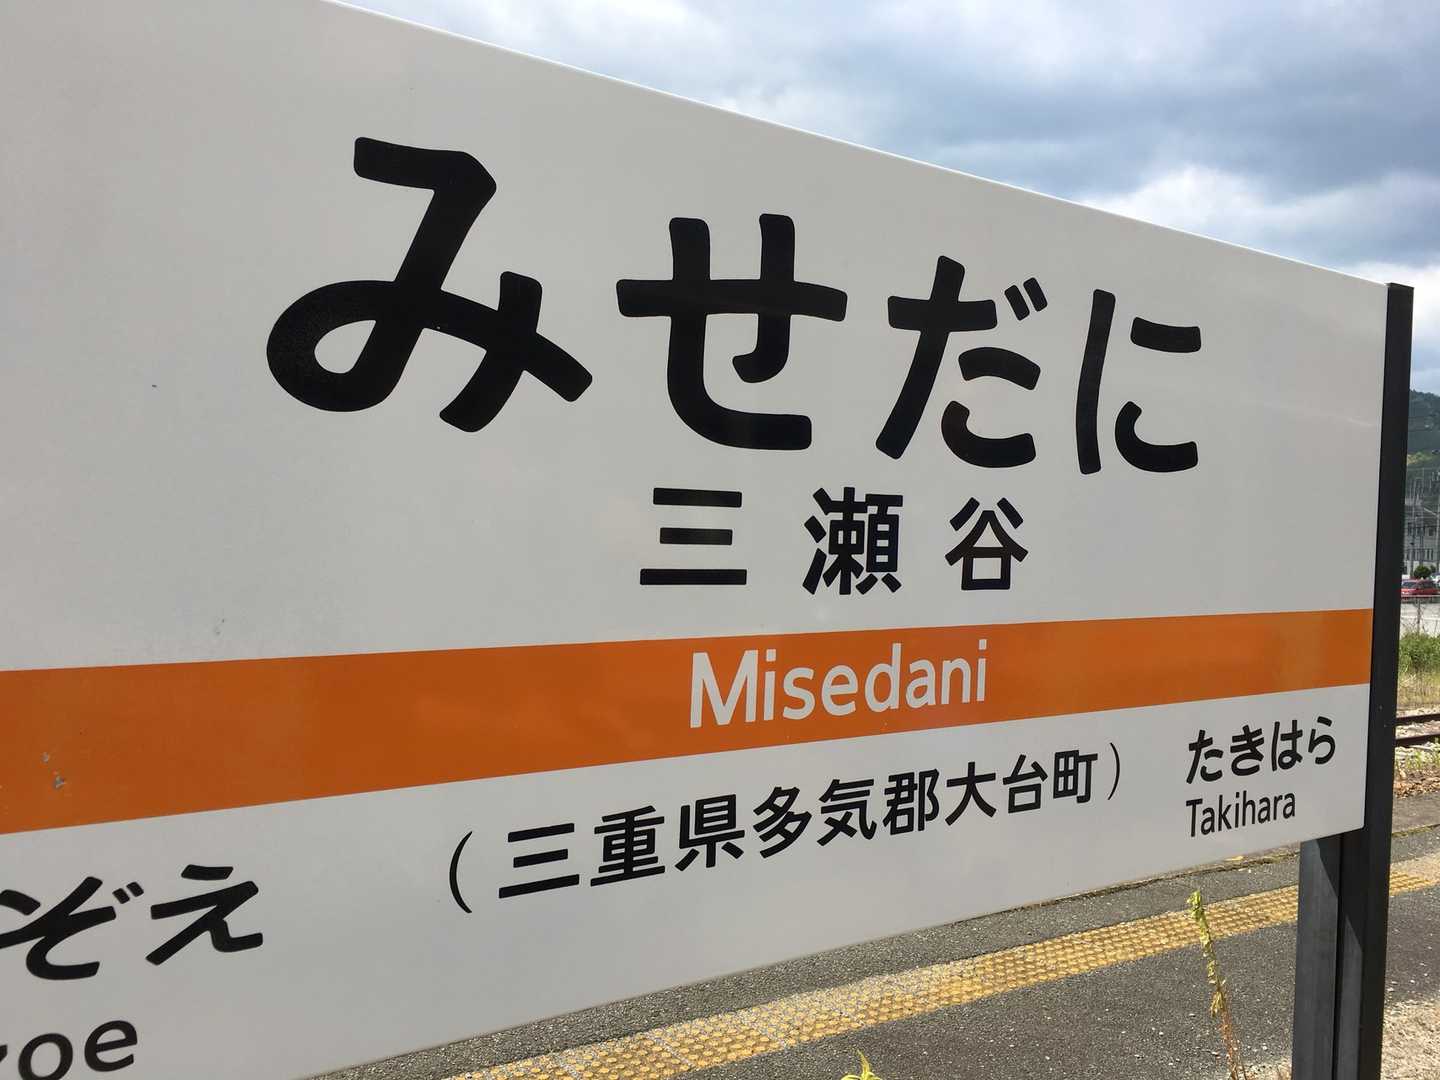 みせだに
三瀬谷
Misedani
(三重県多気郡大台町)
たきはら
Takihara
ぞえ
zoe